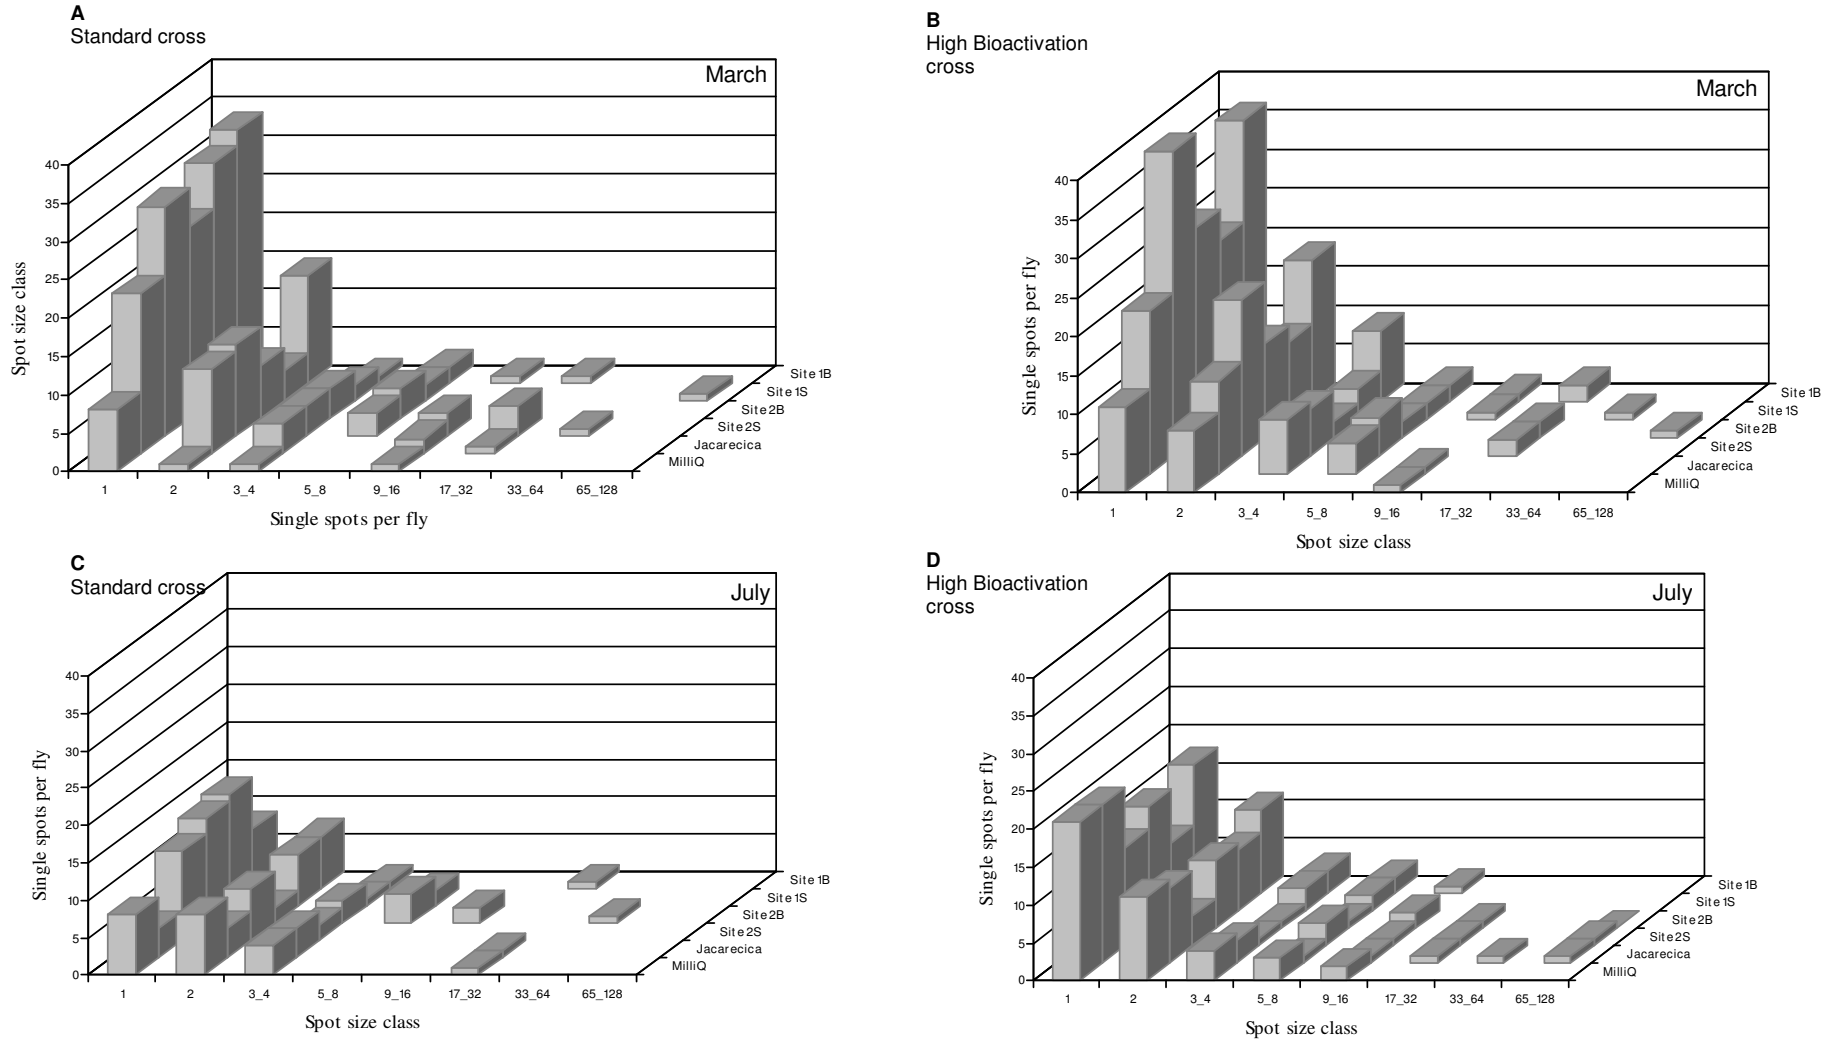 A
Standard cross
March
40
35
30
25
20
15
10
5
0
Spot size class
1 2 3_4 5_8 9_16 17_32 33_64 65_128
Single spots per fly
Site 1B
Site 1S
Site 2B
Site 2S
Jacarecica
MilliQ
B
High Bioactivation
cross
March
40
35
30
25
20
15
10
5
0
Single spots per fly
1 2 3_4 5_8 9_16 17_32 33_64 65_128
Spot size class
Site 1B
Site 1S
Site 2B
Site 2S
Jacarecica
MilliQ
C
Standard cross
July
40
35
30
25
20
15
10
5
0
Single spots per fly
1 2 3_4 5_8 9_16 17_32 33_64 65_128
Spot size class
Site 1B
Site 1S
Site 2B
Site 2S
Jacarecica
MilliQ
D
High Bioactivation
cross
July
40
35
30
25
20
15
10
5
0
Single spots per fly
1 2 3_4 5_8 9_16 17_32 33_64 65_128
Spot size class
Site 1B
Site 1S
Site 2B
Site 2S
Jacarecica
MilliQ